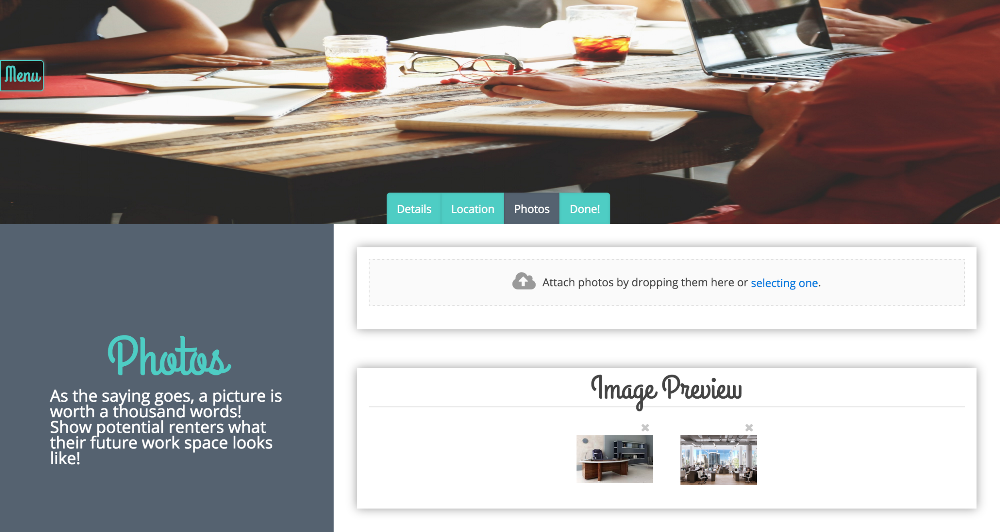 Menu
Details
Location
Photos
Done!
Attach photos by dropping them here or selecting one.
Photos
As the saying goes, a picture is
worth a thousand words!
Show potential renters what
their future work space looks
like!
Image Preview